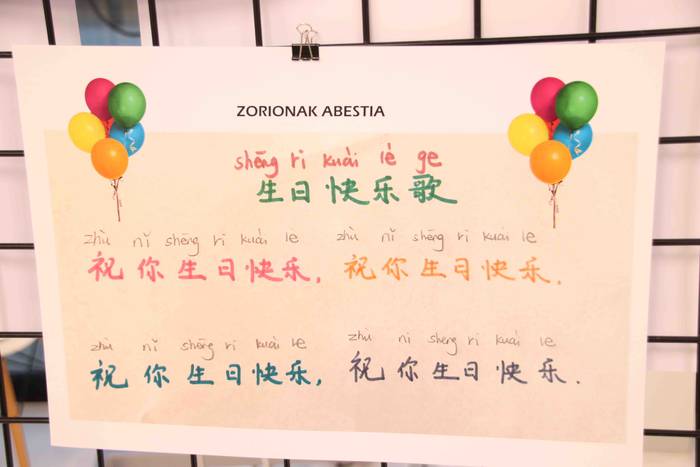 ZORIONAK ABESTIA
shēng rì kuài lè ge
生日快乐歌
zhù nǐ shēng rì kuài le zhù nǐ shēng rì kuài le
祝你生日快乐, 祝你生日快乐.
zhù nǐ shēng rì kuài le zhù ni sheng rì kuài le
祝你生日快乐, 祝你生日快乐.